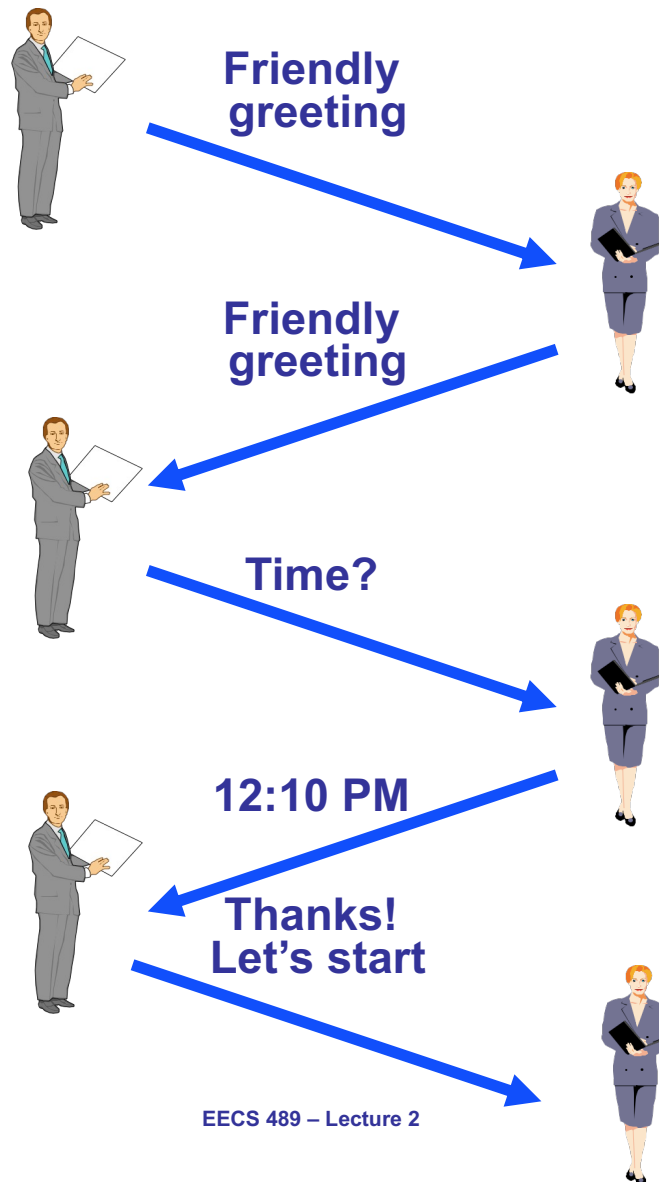 Friendly
greeting
Friendly
greeting
Time?
12:10 PM
Thanks!
Let’s start
EECS 489 – Lecture 2